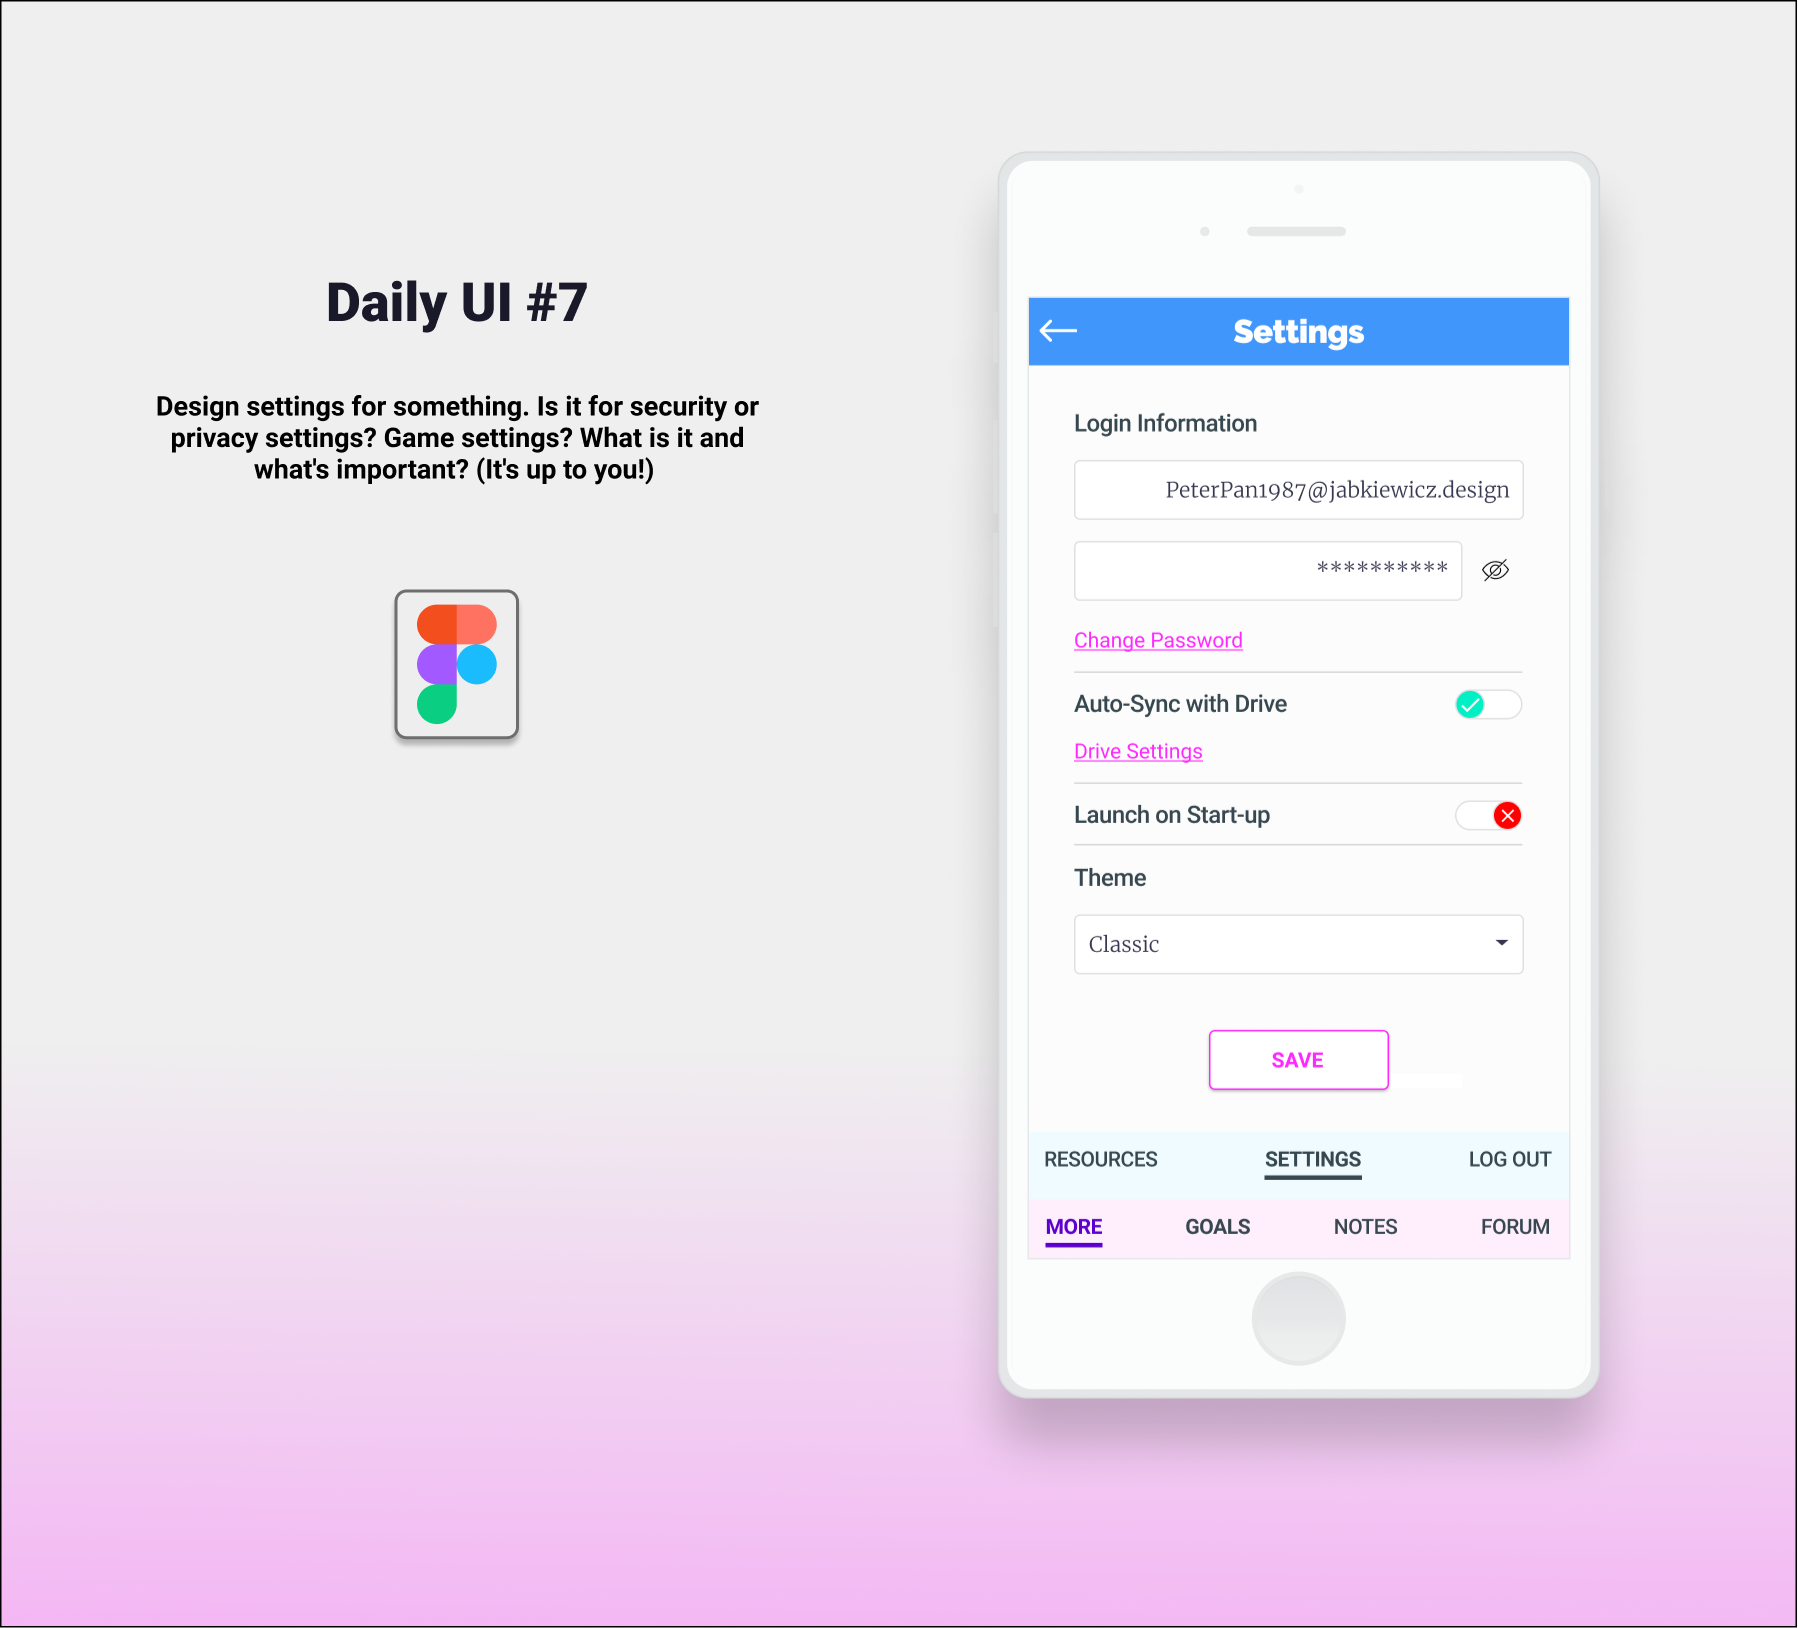 Daily UI #7
Design settings for something. Is it for security or
privacy settings? Game settings? What is it and
what's important? (It's up to you!)
Settings
Login Information
PeterPan1987@jabkiewicz.design
**********
Change Password
Auto-Sync with Drive
Drive Settings
Launch on Start-up
Theme
Classic
SAVE
RESOURCES SETTINGS LOG OUT
MORE GOALS NOTES FORUM